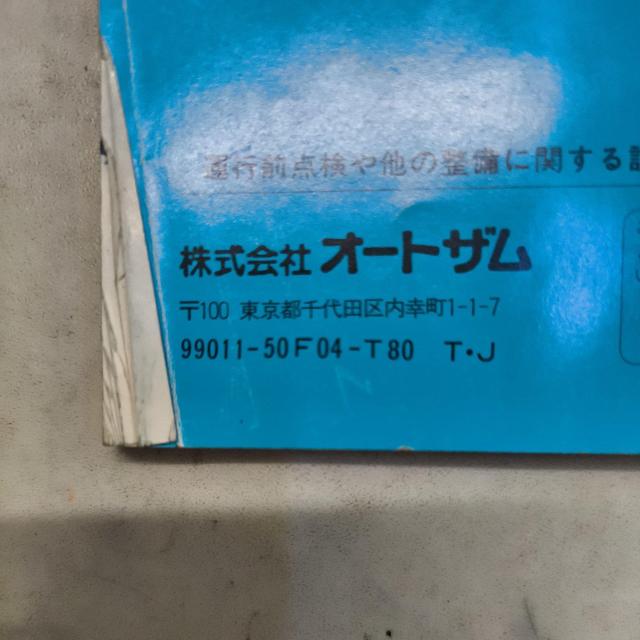 運行前点検や他の整備に関する
株式会社 オートザム
〒100 東京都千代田区内幸町1-1-7
99011-50F04-T80 T・J